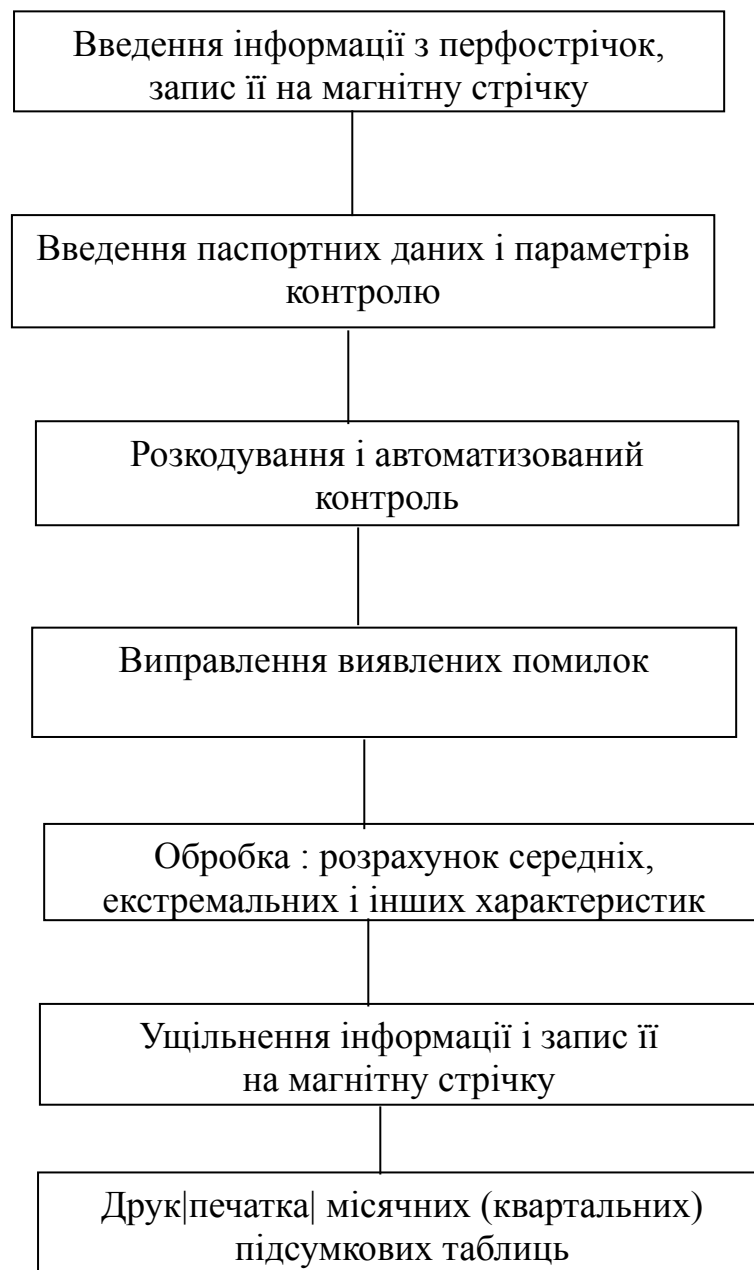 Введення інформації з перфострічок,
запис її на магнітну стрічку
Введення паспортних даних і параметрів
контролю
Розкодування і автоматизований
контроль
Виправлення виявлених помилок
Обробка : розрахунок середніх,
екстремальних і інших характеристик
Ущільнення інформації і запис її
на магнітну стрічку
Друк|печатка| місячних (квартальних)
підсумкових таблиць